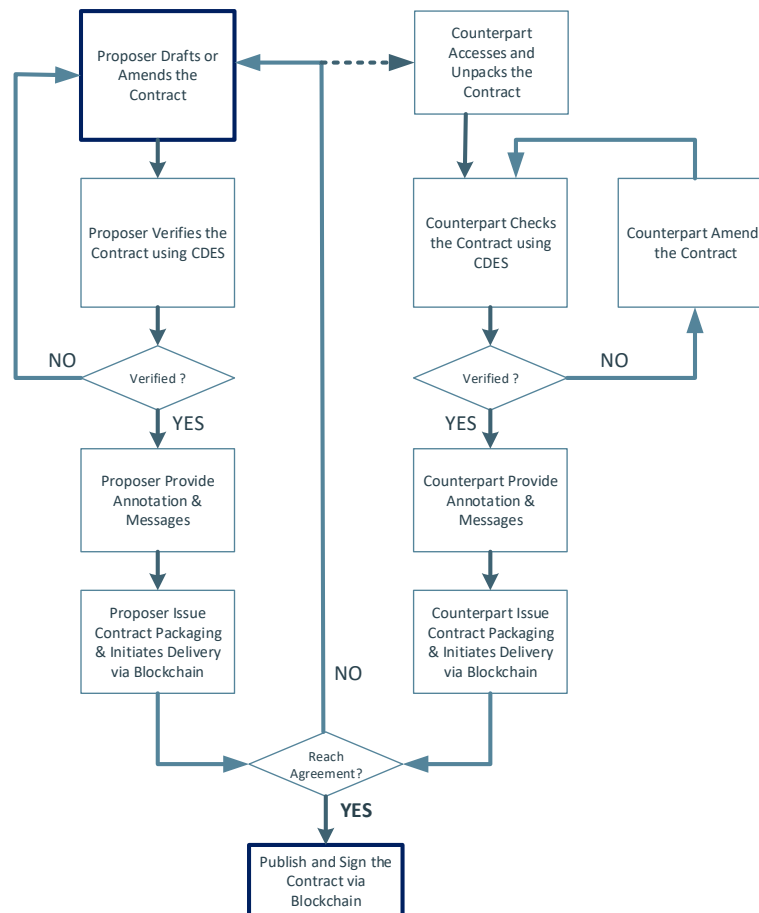 Proposer Drafts or
Amends the
Contract
Counterpart
Accesses and
Unpacks the
Contract
Proposer Verifies the
Contract using CDES
Counterpart Checks
the Contract using
CDES
Counterpart Amend
the Contract
NO
Verified ?
YES
Verified ?
NO
YES
Proposer Provide
Annotation &
Messages
Counterpart Provide
Annotation &
Messages
Proposer Issue
Contract Packaging
& Initiates Delivery
via Blockchain
Counterpart Issue
Contract Packaging
& Initiates Delivery
via Blockchain
NO
Reach
Agreement?
YES
Publish and Sign the
Contract via
Blockchain